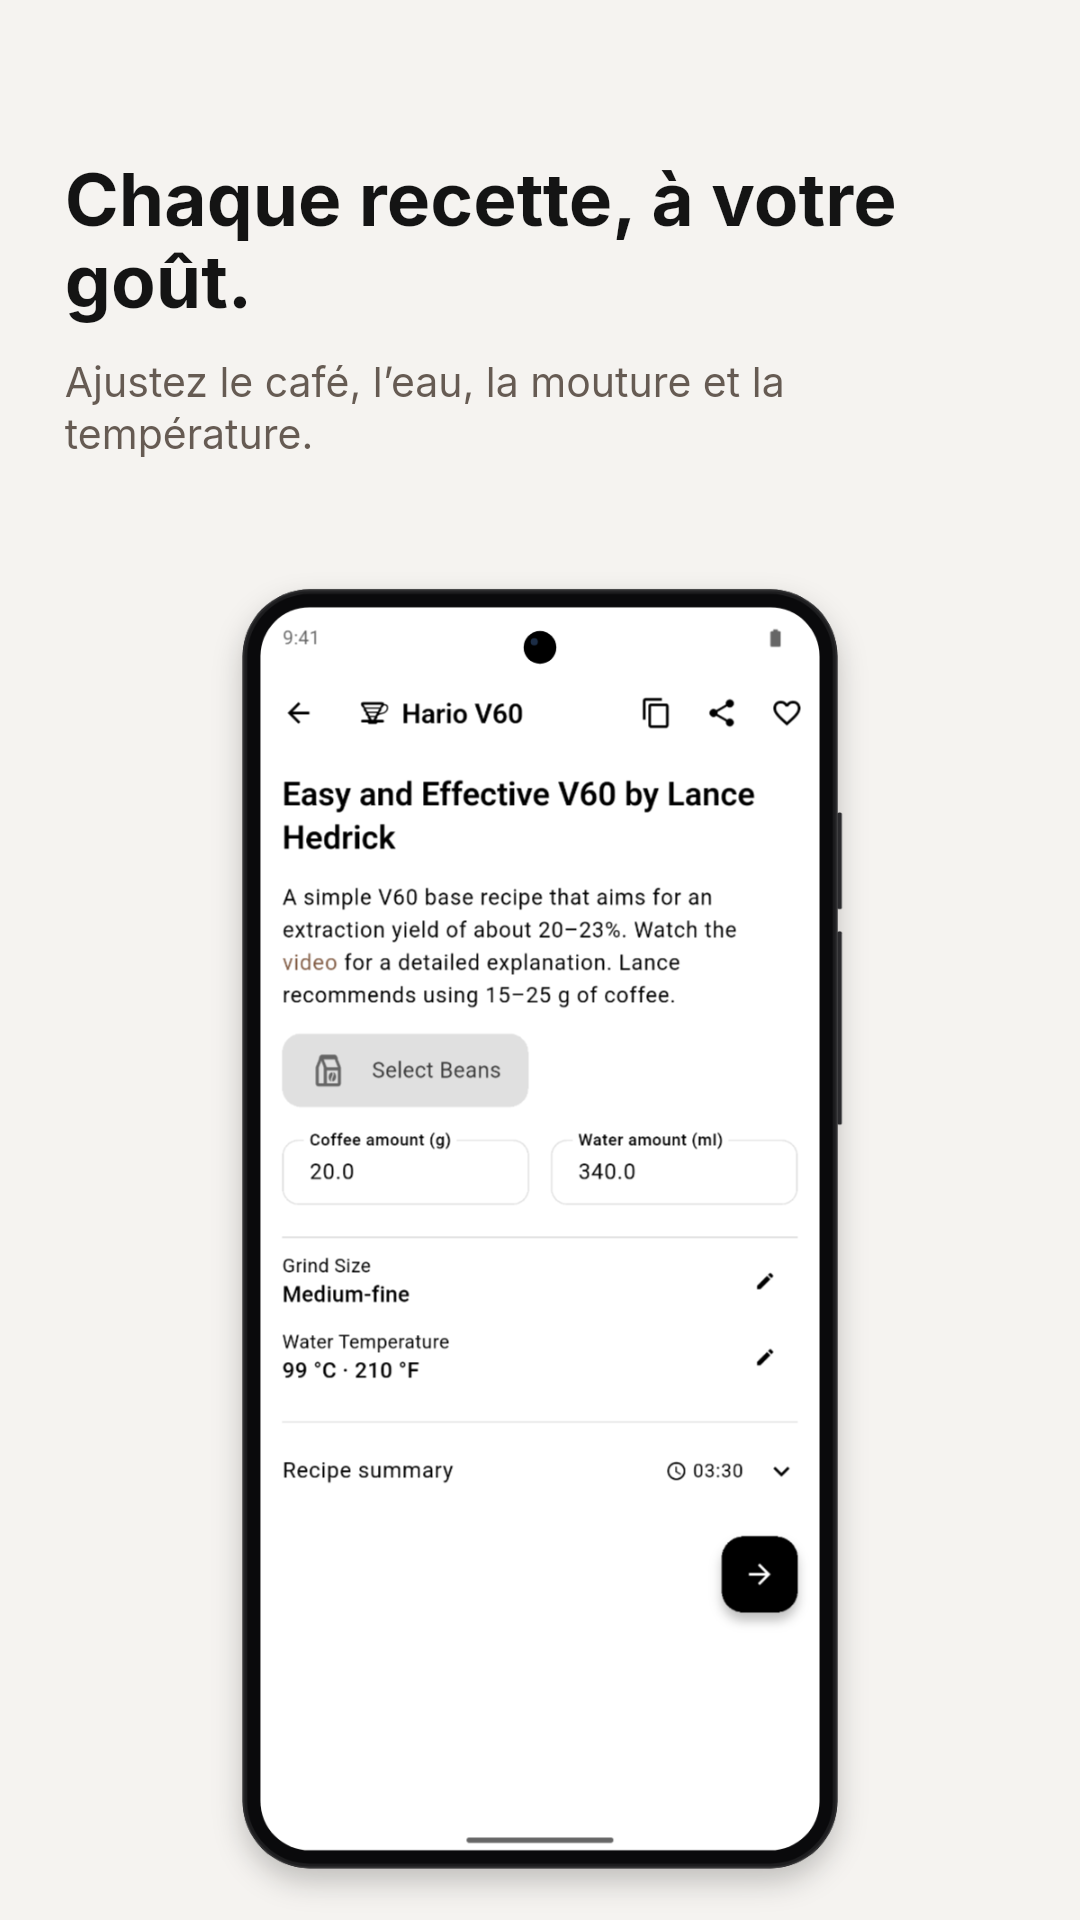 Chaque recette, à votre
goût.
Ajustez le café, l’eau, la mouture et la
température.
9:41
Hario V60
Easy and Effective V60 by Lance
Hedrick
A simple V60 base recipe that aims for an
extraction yield of about 20–23%. Watch the
video for a detailed explanation. Lance
recommends using 15–25 g of coffee.
Select Beans
Coffee amount (g)
20.0
Water amount (ml)
340.0
Grind Size
Medium-fine
Water Temperature
99 °C · 210 °F
Recipe summary
03:30